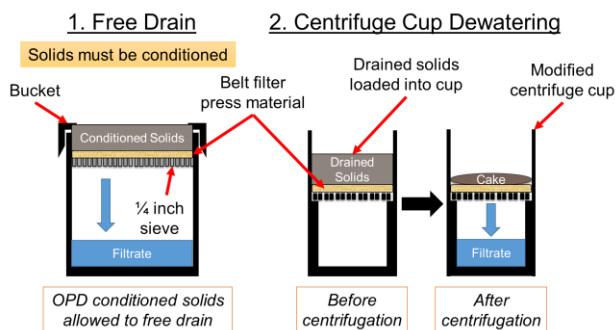 1. Free Drain
2. Centrifuge Cup Dewatering
Solids must be conditioned
Bucket
Belt filter
press material
Drained solids
loaded into cup
Modified
centrifuge cup
Conditioned Solids
¼ inch
sieve
Filtrate
Drained
Solids
Cake
Filtrate
OPD conditioned solids
allowed to free drain
Before
centrifugation
After
centrifugation